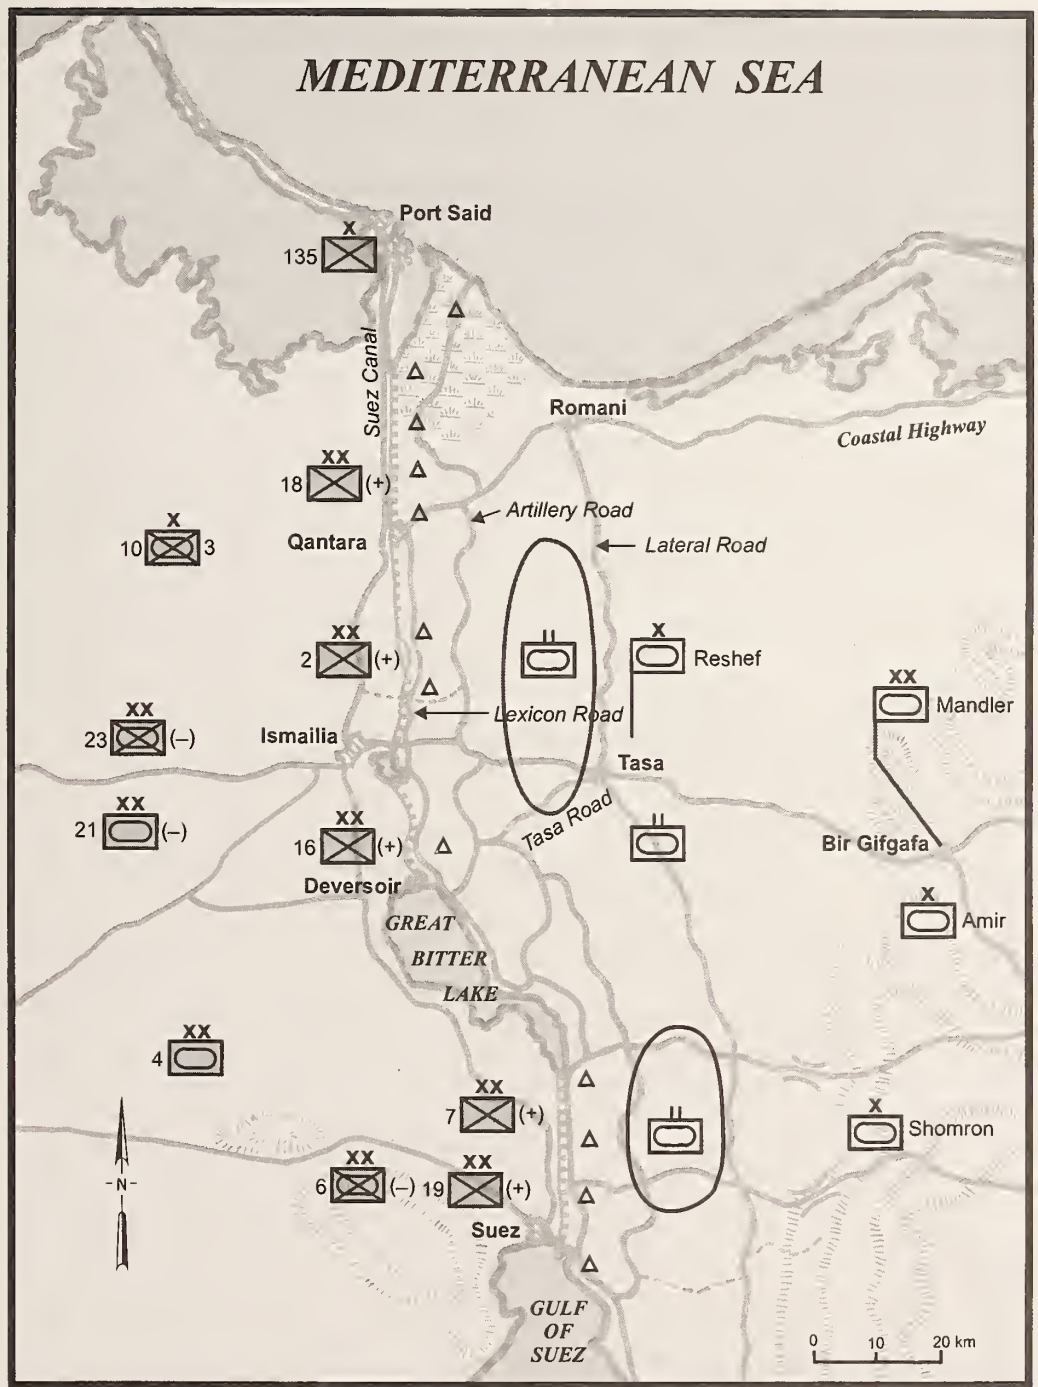 MEDITERRANEAN SEA
Port Said
X
135
Suez Canal
Romani
Coastal Highway
XX
18 (+)
Artillery Road
X
10 3
Qantara
Lateral Road
XX
2 (+)
II
X
Reshef
XX
Mandler
XX
23 (–)
Ismailia
Lexicon Road
Tasa
XX
21 (–)
XX
16 (+)
Tasa Road
II
Bir Gifgafa
Deversoir
X
Amir
GREAT
BITTER
LAKE
XX
4
XX
7 (+)
II
X
Shomron
-N-
XX
6 (–)
XX
19 (+)
Suez
GULF
OF
SUEZ
0 10 20 km